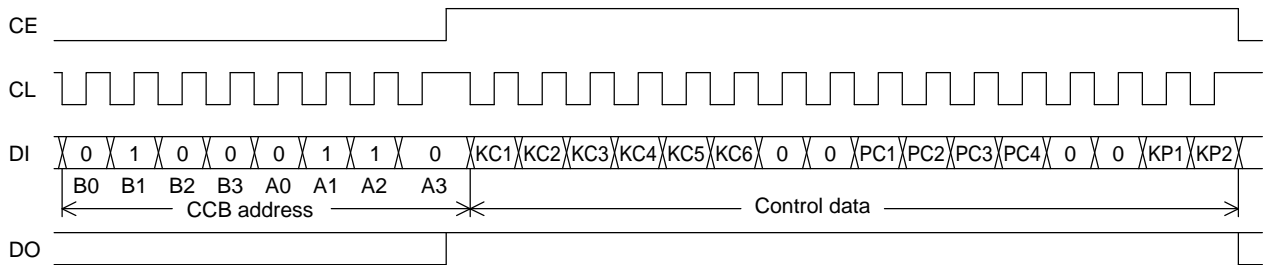 CE
CL
DI 0 1 0 0 0 1 1 0 KC1 KC2 KC3 KC4 KC5 KC6 0 0 PC1 PC2 PC3 PC4 0 0 KP1 KP2
B0 B1 B2 B3 A0 A1 A2 A3
CCB address Control data
DO